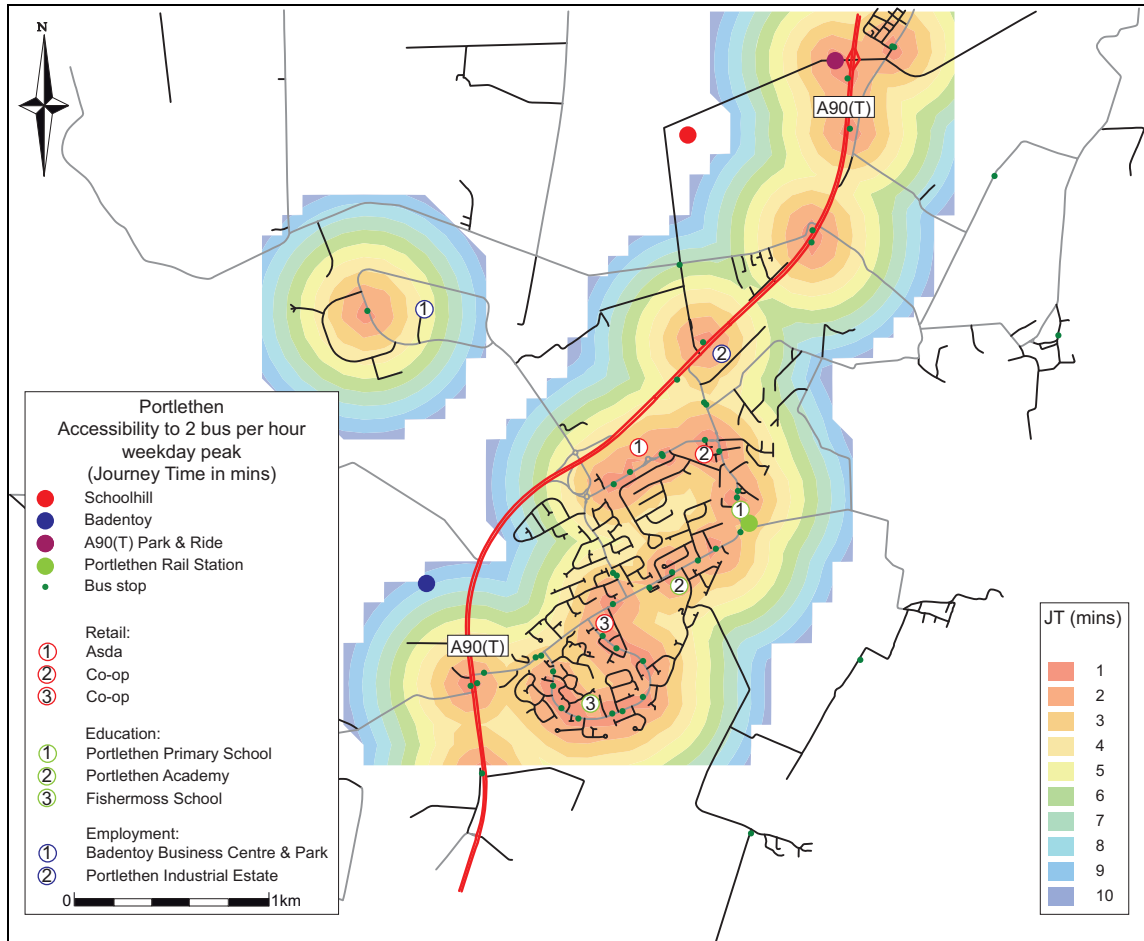 N
A90(T)
1
2
1
2
1
2
3
A90(T)
3
Portlethen
Accessibility to 2 bus per hour
weekday peak
(Journey Time in mins)
Schoolhill
Badentoy
A90(T) Park & Ride
Portlethen Rail Station
Bus stop
Retail:
1 Asda
2 Co-op
3 Co-op
Education:
1 Portlethen Primary School
2 Portlethen Academy
3 Fishermoss School
Employment:
1 Badentoy Business Centre & Park
2 Portlethen Industrial Estate
0 1km
JT (mins)
1
2
3
4
5
6
7
8
9
10